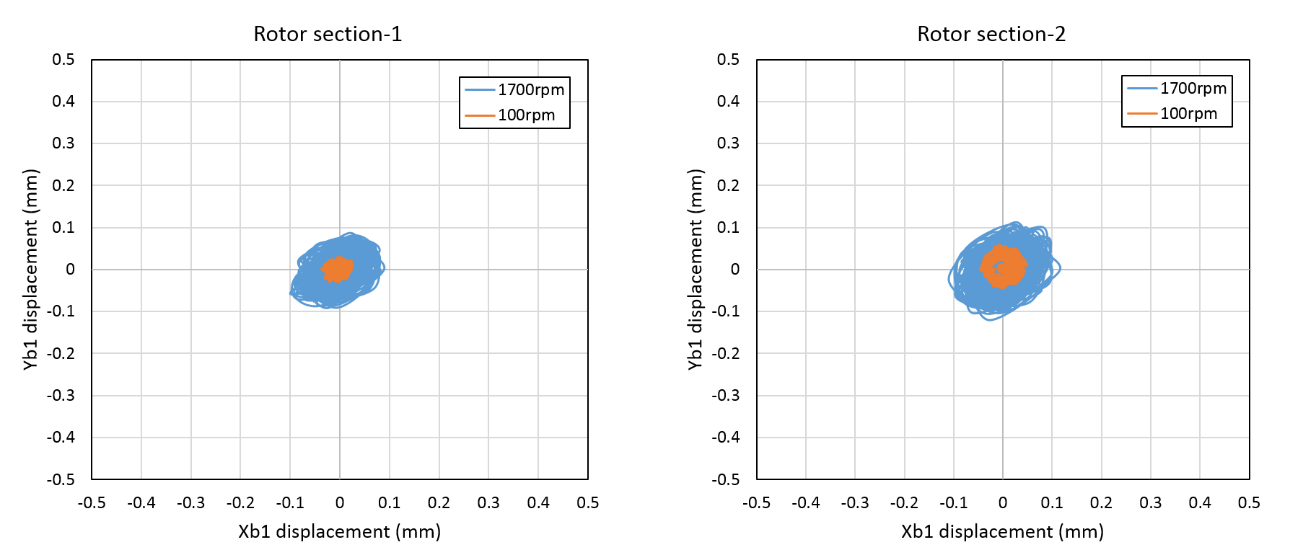 Rotor section-1
0.5
0.4
0.3
0.2
0.1
0
-0.1
-0.2
-0.3
-0.4
-0.5
Yb1 displacement (mm)
1700rpm
100rpm
-0.5 -0.4 -0.3 -0.2 -0.1 0 0.1 0.2 0.3 0.4 0.5
Xb1 displacement (mm)
Rotor section-2
0.5
0.4
0.3
0.2
0.1
0
-0.1
-0.2
-0.3
-0.4
-0.5
Yb1 displacement (mm)
1700rpm
100rpm
-0.5 -0.4 -0.3 -0.2 -0.1 0 0.1 0.2 0.3 0.4 0.5
Xb1 displacement (mm)